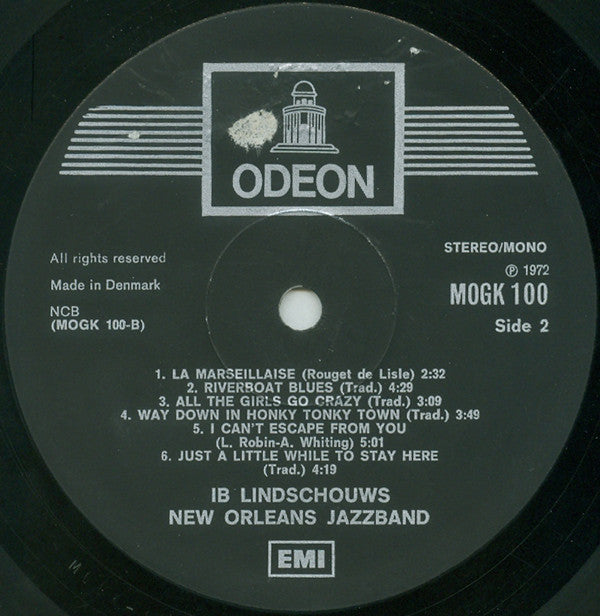 ODEON
All rights reserved
Made in Denmark
NCB
(MOGK 100-B)
STEREO/MONO
Ⓟ 1972
MOGK 100
Side 2
1. LA MARSEILLAISE (Rouget de Lisle) 2:32
2. RIVERBOAT BLUES (Trad.) 4:29
3. ALL THE GIRLS GO CRAZY (Trad.) 3:09
4. WAY DOWN IN HONKY TONKY TOWN (Trad.) 3:49
5. I CAN'T ESCAPE FROM YOU
(L. Robin-A. Whiting) 5:01
6. JUST A LITTLE WHILE TO STAY HERE
(Trad.) 4:19
IB LINDSCHOUWS
NEW ORLEANS JAZZBAND
EMI